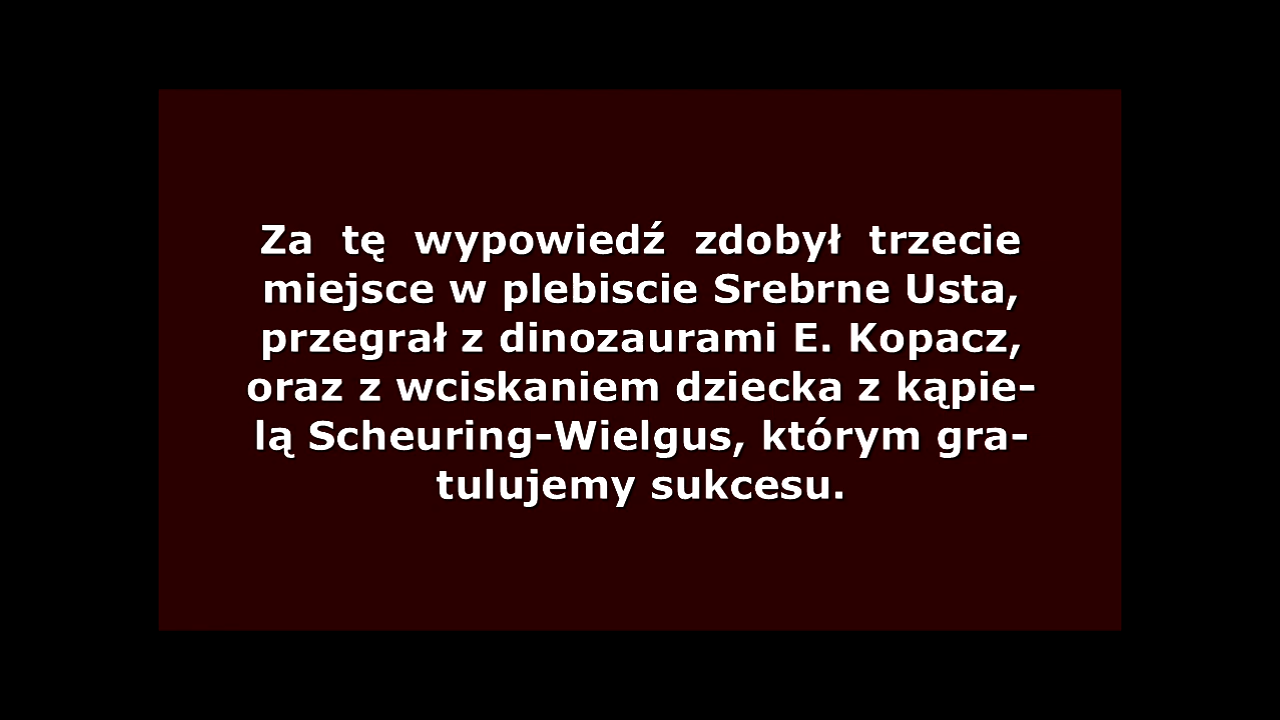 Za tę wypowiedź zdobył trzecie
miejsce w plebiscie Srebrne Usta,
przegrał z dinozaurami E. Kopacz,
oraz z wciskaniem dziecka z kąpie-
lą Scheuring-Wielgus, którym gra-
tulujemy sukcesu.